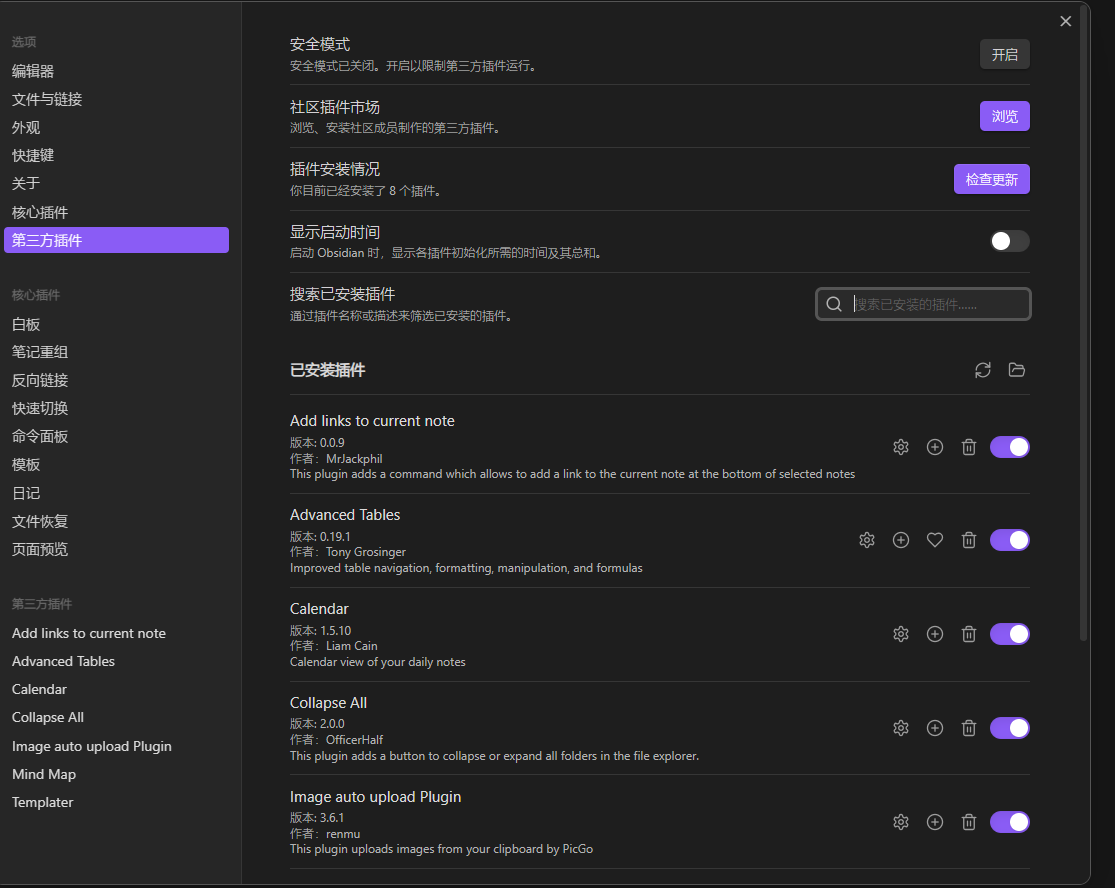 选项
编辑器
文件与链接
外观
快捷键
关于
核心插件
第三方插件
核心插件
白板
笔记重组
反向链接
快速切换
命令面板
模板
日记
文件恢复
页面预览
第三方插件
Add links to current note
Advanced Tables
Calendar
Collapse All
Image auto upload Plugin
Mind Map
Templater
安全模式
安全模式已关闭。开启以限制第三方插件运行。
开启
社区插件市场
浏览、安装社区成员制作的第三方插件。
浏览
插件安装情况
你目前已经安装了 8 个插件。
检查更新
显示启动时间
启动 Obsidian 时，显示各插件初始化所需的时间及其总和。
搜索已安装插件
通过插件名称或描述来筛选已安装的插件。
搜索已安装的插件......
已安装插件
Add links to current note
版本: 0.0.9
作者：MrJackphil
This plugin adds a command which allows to add a link to the current note at the bottom of selected notes
Advanced Tables
版本: 0.19.1
作者：Tony Grosinger
Improved table navigation, formatting, manipulation, and formulas
Calendar
版本: 1.5.10
作者：Liam Cain
Calendar view of your daily notes
Collapse All
版本: 2.0.0
作者：OfficerHalf
This plugin adds a button to collapse or expand all folders in the file explorer.
Image auto upload Plugin
版本: 3.6.1
作者：renmu
This plugin uploads images from your clipboard by PicGo